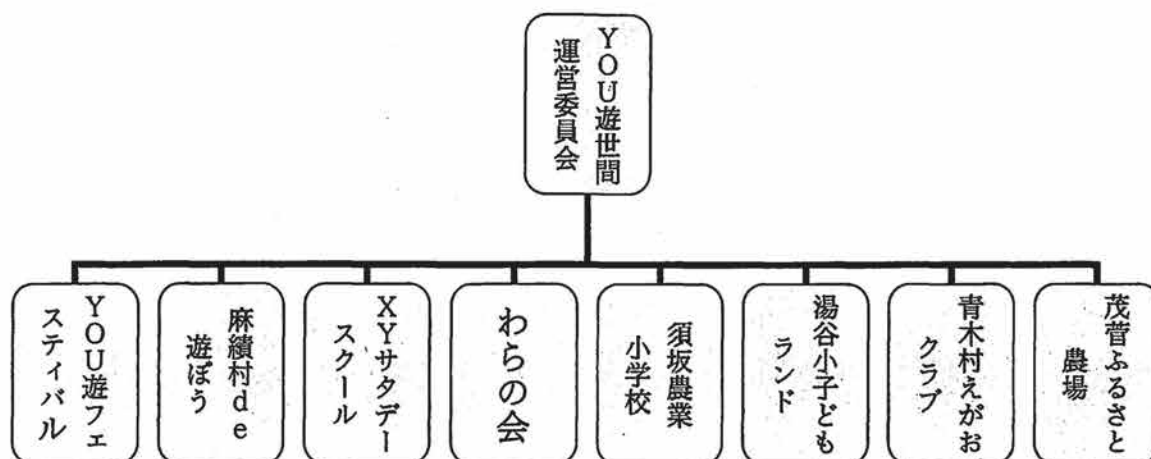 YOU遊世間
運営委員会
茂菅ふるさと
農場
青木村えがお
クラブ
湯谷小子ども
ランド
須坂農業
小学校
わらの会
XYサタデー
スクール
麻績村de
遊ぼう
YOU遊フェ
スティバル